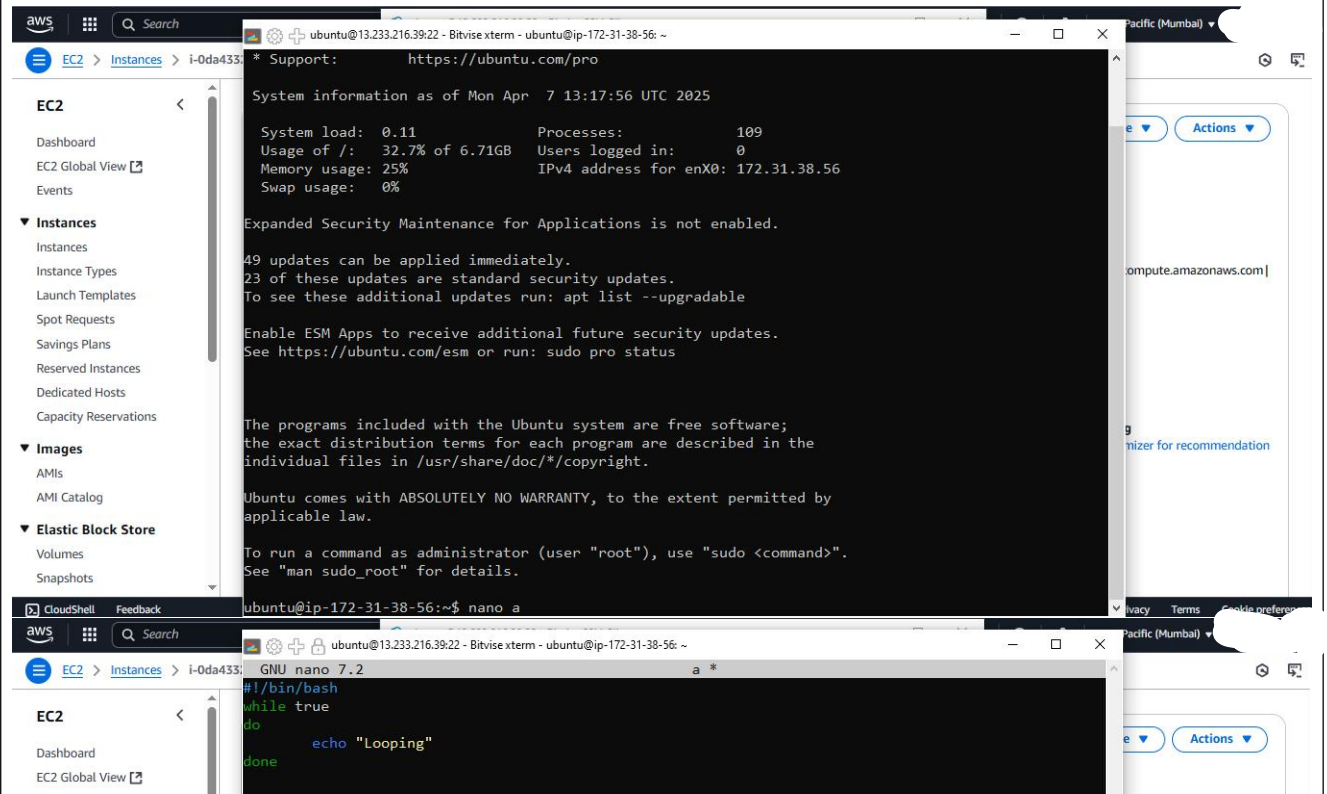 aws
Search
ubuntu@13.233.216.39:22 - Bitvise xterm - ubuntu@ip-172-31-38-56: ~
Pacific (Mumbai)
EC2 > Instances > i-0da433
EC2
Dashboard
EC2 Global View
Events
Instances
Instances
Instance Types
Launch Templates
Spot Requests
Savings Plans
Reserved Instances
Dedicated Hosts
Capacity Reservations
Images
AMIs
AMI Catalog
Elastic Block Store
Volumes
Snapshots
CloudShell Feedback
* Support: https://ubuntu.com/pro
System information as of Mon Apr 7 13:17:56 UTC 2025
System load: 0.11 Processes: 109
Usage of /: 32.7% of 6.71GB Users logged in: 0
Memory usage: 25% IPv4 address for enX0: 172.31.38.56
Swap usage: 0%
Expanded Security Maintenance for Applications is not enabled.
49 updates can be applied immediately.
23 of these updates are standard security updates.
To see these additional updates run: apt list --upgradable
Enable ESM Apps to receive additional future security updates.
See https://ubuntu.com/esm or run: sudo pro status
The programs included with the Ubuntu system are free software;
the exact distribution terms for each program are described in the
individual files in /usr/share/doc/*/copyright.
Ubuntu comes with ABSOLUTELY NO WARRANTY, to the extent permitted by
applicable law.
To run a command as administrator (user "root"), use "sudo <command>".
See "man sudo_root" for details.
ubuntu@ip-172-31-38-56:~$ nano a
e
Actions
ompute.amazonaws.com|
g
mizer for recommendation
ivacy Terms Cookie preferen
aws
Search
ubuntu@13.233.216.39:22 - Bitvise xterm - ubuntu@ip-172-31-38-56: ~
Pacific (Mumbai)
EC2 > Instances > i-0da433
EC2
Dashboard
EC2 Global View
GNU nano 7.2 a *
#!/bin/bash
while true
do
echo "Looping"
done
e
Actions